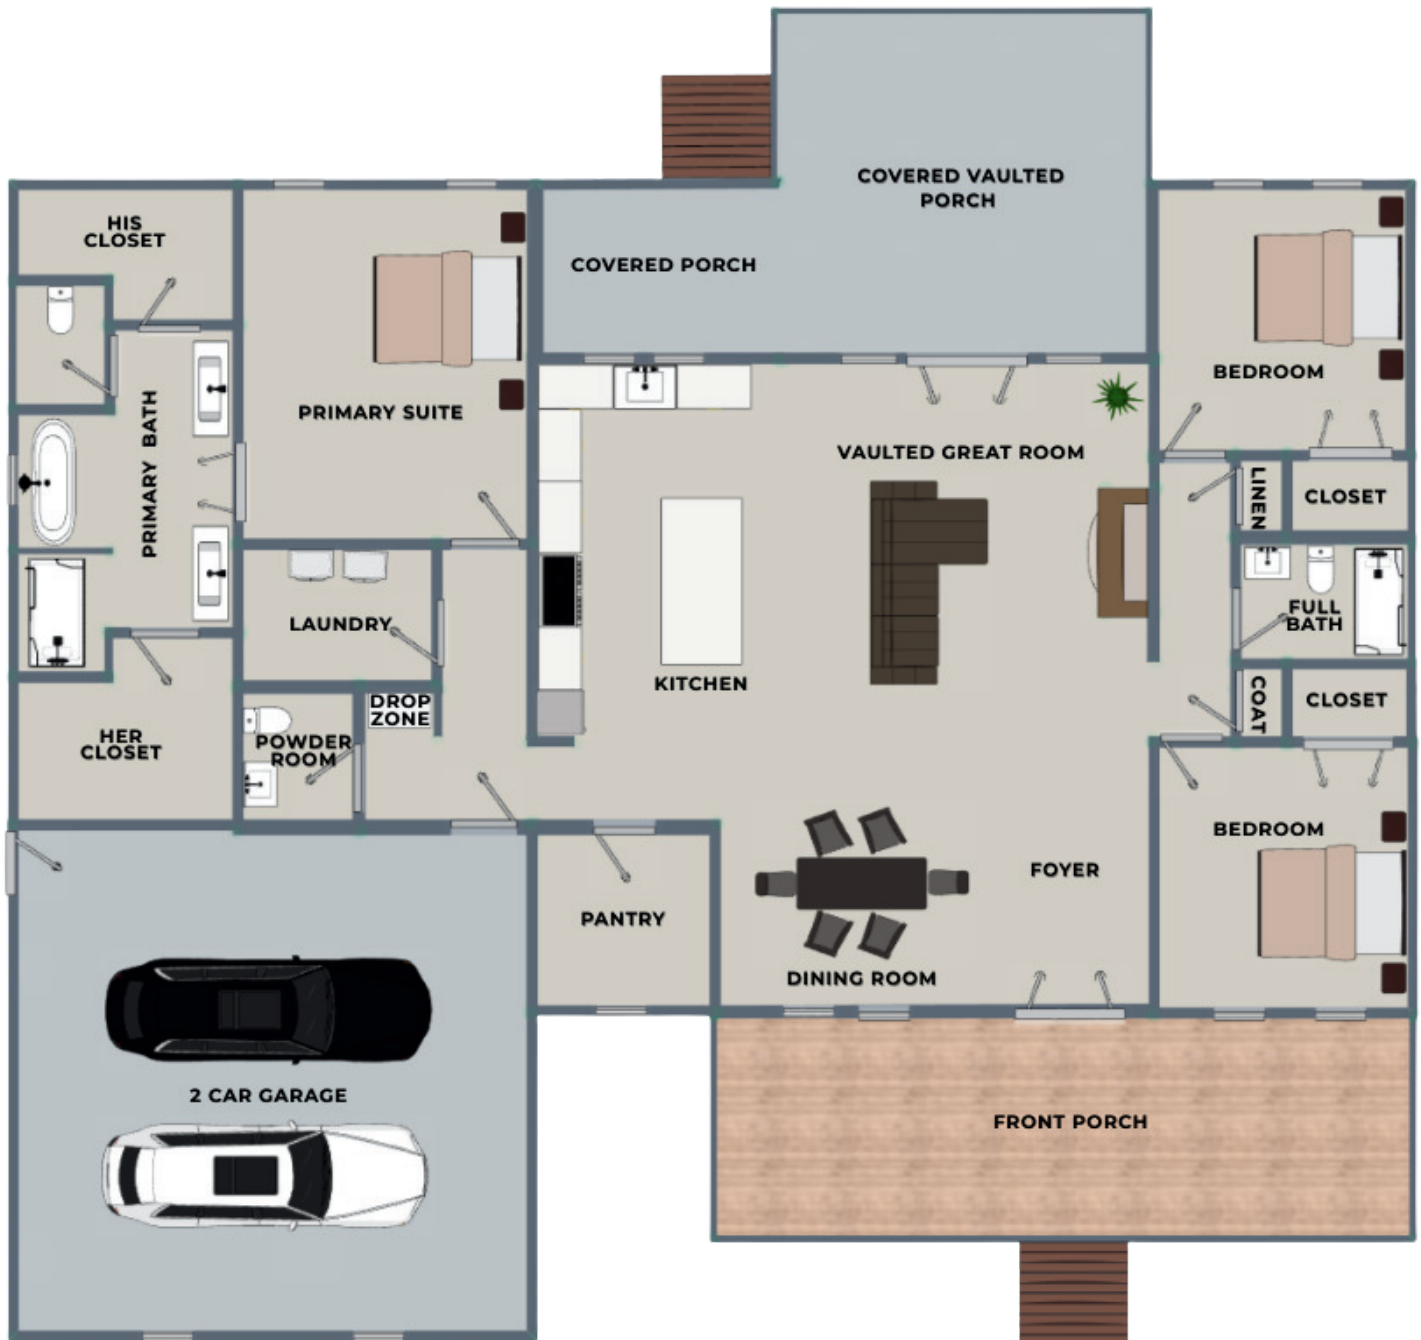 COVERED VAULTED
PORCH
HIS
CLOSET
COVERED PORCH
BEDROOM
PRIMARY SUITE
PRIMARY BATH
VAULTED GREAT ROOM
LINEN
CLOSET
LAUNDRY
FULL
BATH
KITCHEN
COAT
CLOSET
DROP
ZONE
HER
CLOSET
POWDER
ROOM
BEDROOM
FOYER
PANTRY
DINING ROOM
2 CAR GARAGE
FRONT PORCH